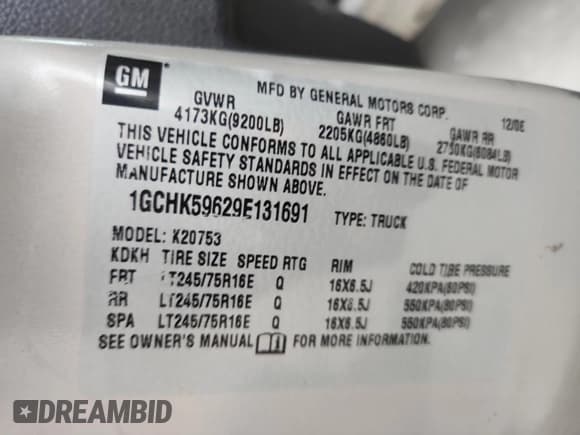 GM
MFD BY GENERAL MOTORS CORP.
GVWR GAWR FRT GAWR RR
4173KG(9200LB) 2205KG(4860LB) 2760KG(6084LB)
THIS VEHICLE CONFORMS TO ALL APPLICABLE U.S. FEDERAL MOTOR
VEHICLE SAFETY STANDARDS IN EFFECT ON THE DATE OF
MANUFACTURE SHOWN ABOVE.
1GCHK59629E131691 TYPE: TRUCK
MODEL: K20753
KDKH TIRE SIZE SPEED RTG RIM COLD TIRE PRESSURE
FRT LT245/75R16E Q 16X6.5J 420KPA(60PSI)
RR LT245/75R16E Q 16X6.5J 550KPA(80PSI)
SPA LT245/75R16E Q 16X6.5J 550KPA(80PSI)
SEE OWNER'S MANUAL FOR MORE INFORMATION.
DREAMBID